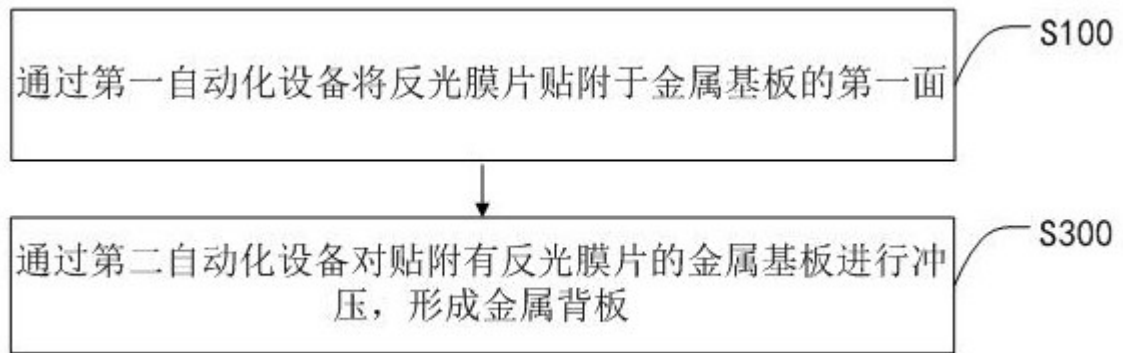 S100
通过第一自动化设备将反光膜片贴附于金属基板的第一面
S300
通过第二自动化设备对贴附有反光膜片的金属基板进行冲
压，形成金属背板